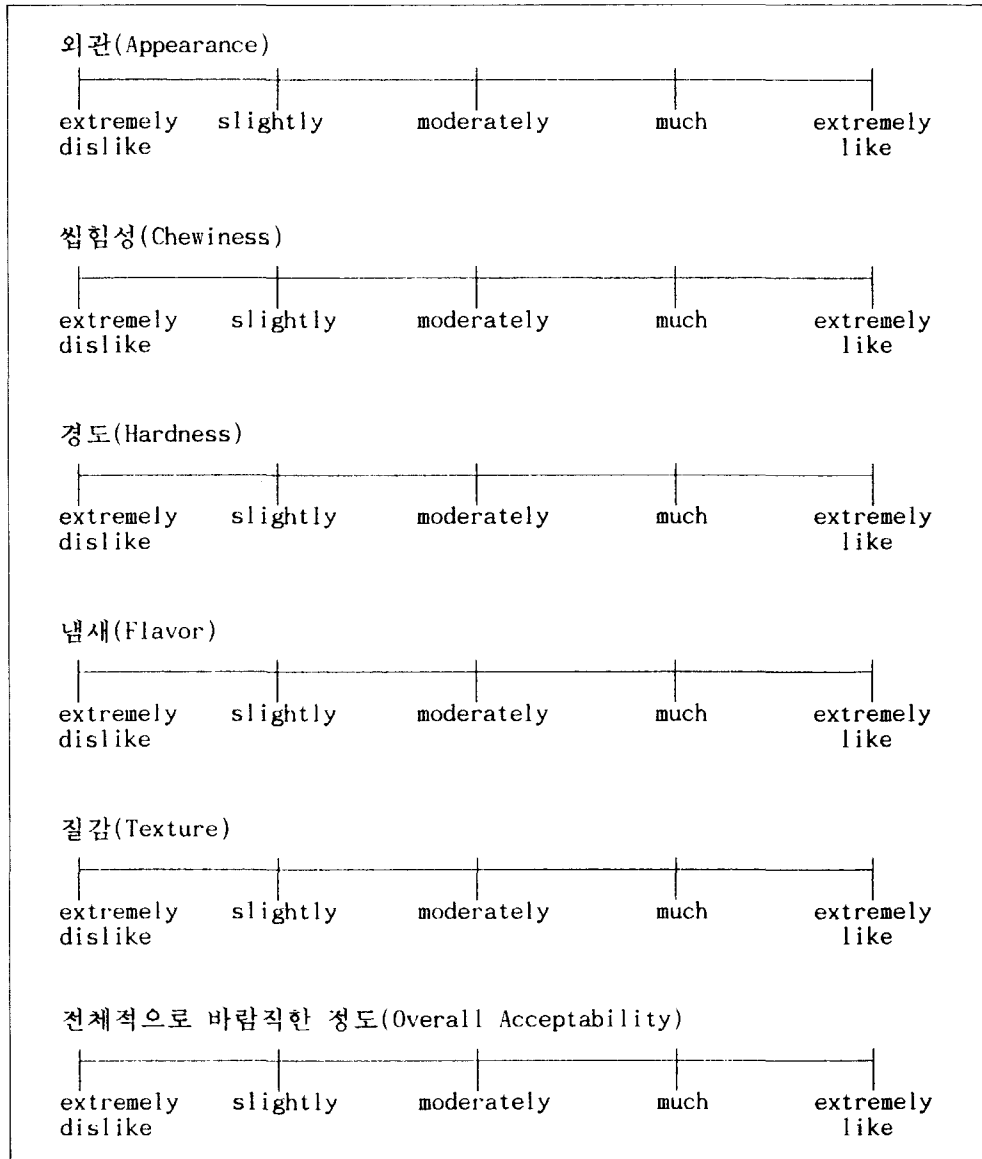 외관(Appearance)
extremely slightly moderately much extremely
dislike like
씹힘성(Chewiness)
extremely slightly moderately much extremely
dislike like
경도(Hardness)
extremely slightly moderately much extremely
dislike like
냄새(Flavor)
extremely slightly moderately much extremely
dislike like
질감(Texture)
extremely slightly moderately much extremely
dislike like
전체적으로 바람직한 정도(Overall Acceptability)
extremely slightly moderately much extremely
dislike like